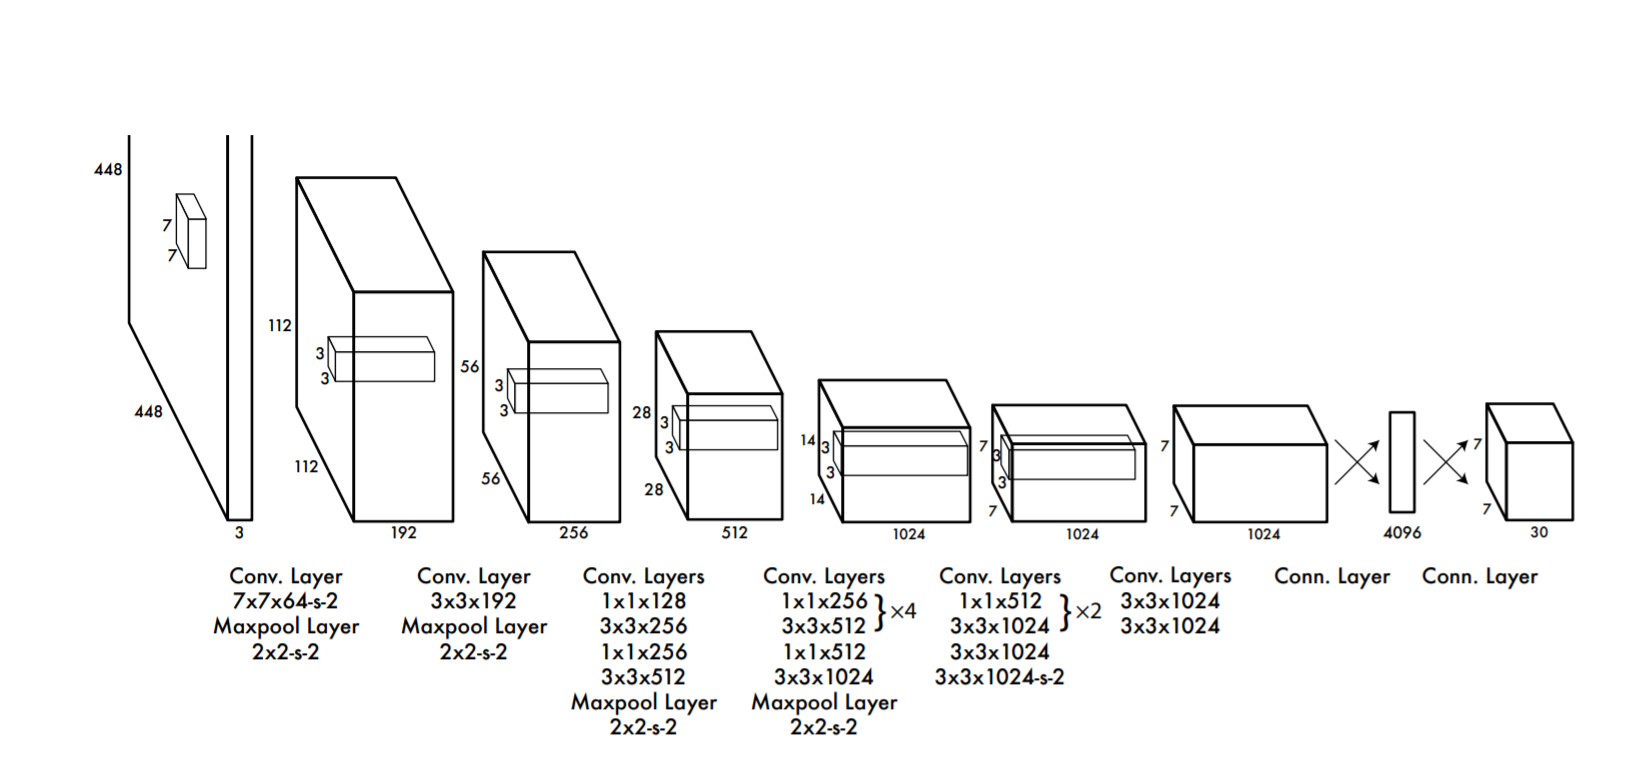 448
7
7
448
3
112
3
3
112
192
56
3
3
56
256
28
3
3
28
512
14
3
3
14
1024
7
3
3
7
1024
7
7
1024
4096
7
7
30
Conv. Layer
7x7x64-s-2
Maxpool Layer
2x2-s-2
Conv. Layer
3x3x192
Maxpool Layer
2x2-s-2
Conv. Layers
1x1x128
3x3x256
1x1x256
3x3x512
Maxpool Layer
2x2-s-2
Conv. Layers
1x1x256
3x3x512
}×4
1x1x512
3x3x1024
Maxpool Layer
2x2-s-2
Conv. Layers
1x1x512
3x3x1024
}×2
3x3x1024
3x3x1024-s-2
Conv. Layers
3x3x1024
3x3x1024
Conn. Layer
Conn. Layer